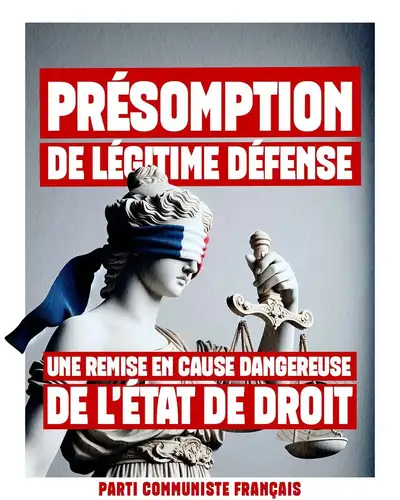 PRÉSOMPTION
DE LÉGITIME DÉFENSE
UNE REMISE EN CAUSE DANGEREUSE
DE L'ÉTAT DE DROIT
PARTI COMMUNISTE FRANÇAIS